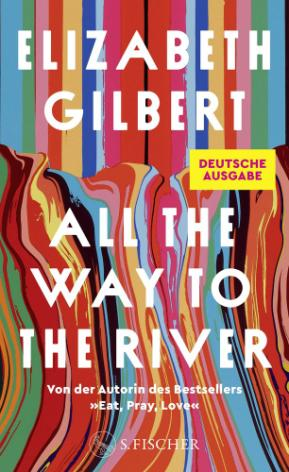 ELIZABETH
GILBERT
DEUTSCHE
AUSGABE
ALL THE
WAY TO
THE RIVER
Von der Autorin des Bestsellers
»Eat, Pray, Love«
S. FISCHER